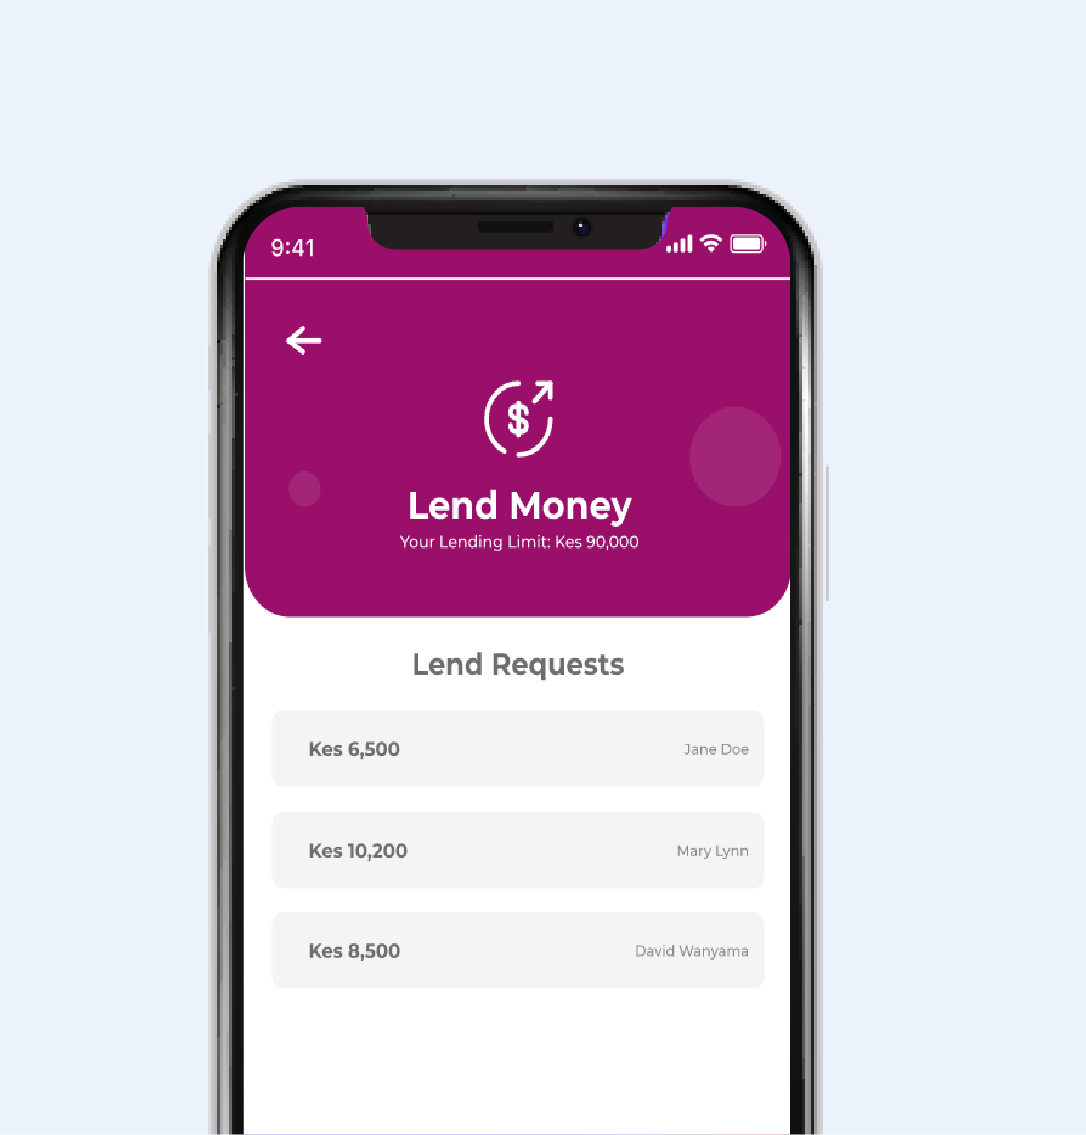 9:41
$
Lend Money
Your Lending Limit: Kes 90,000
Lend Requests
Kes 6,500 Jane Doe
Kes 10,200 Mary Lynn
Kes 8,500 David Wanyama